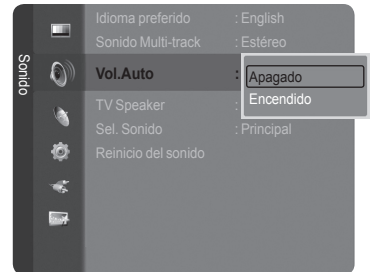 Sonido
Idioma preferido : English
Sonido Multi-track : Estéreo
Vol.Auto :
Apagado
Encendido
TV Speaker :
Sel. Sonido : Principal
Reinicio del sonido